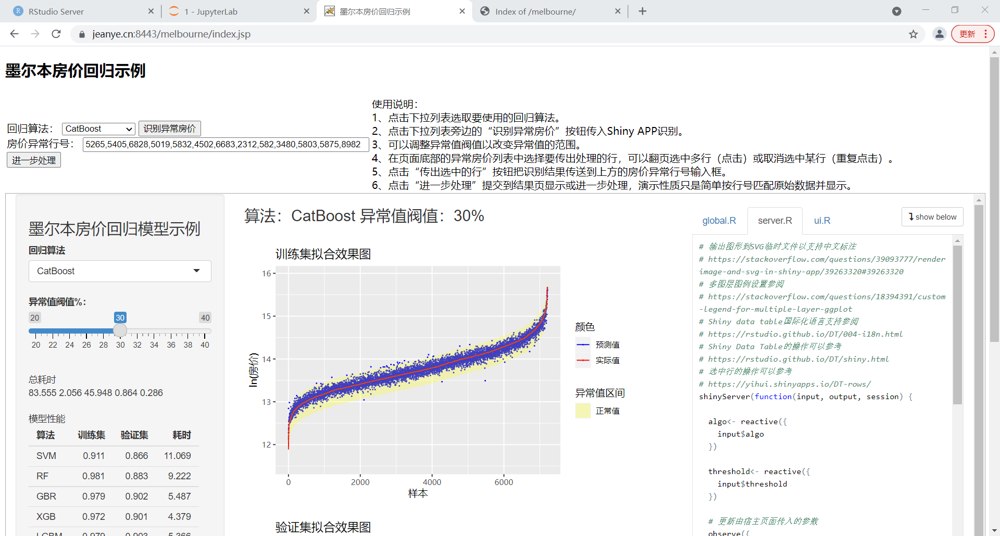 RStudio Server
1 - JupyterLab
墨尔本房价回归示例
Index of /melbourne/
jeanye.cn:8443/melbourne/index.jsp
更新
墨尔本房价回归示例
回归算法：
CatBoost
识别异常房价
房价异常行号：
5265,5405,6828,5019,5832,4502,6683,2312,582,3480,5803,5875,8982
进一步处理
使用说明：
1、点击下拉列表选取要使用的回归算法。
2、点击下拉列表旁边的“识别异常房价”按钮传入Shiny APP识别。
3、可以调整异常值阀值以改变异常值的范围。
4、在页面底部的异常房价列表中选择要传出处理的行，可以翻页选中多行（点击）或取消选中某行（重复点击）。
5、点击“传出选中的行”按钮把识别结果传送到上方的房价异常行号输入框。
6、点击“进一步处理”提交到结果页显示或进一步处理，演示性质只是简单按行号匹配原始数据并显示。
墨尔本房价回归模型示例
回归算法
CatBoost
异常值阀值%：
20 30 40
20 22 24 26 28 30 32 34 36 38 40
总耗时
83.555 2.056 45.948 0.864 0.286
模型性能
算法 训练集 验证集 耗时
SVM 0.911 0.866 11.069
RF 0.981 0.883 9.222
GBR 0.979 0.902 5.487
XGB 0.972 0.901 4.379
LGBM 0.979 0.903 5.366
算法：CatBoost 异常值阀值：30%
训练集拟合效果图
16
15
14
13
12
ln(房价)
0 2000 4000 6000
样本
颜色
预测值
实际值
异常值区间
正常值
验证集拟合效果图
global.R
server.R
ui.R
show below
# 输出图形到SVG临时文件以支持中文标注
# https://stackoverflow.com/questions/39093777/render
image-and-svg-in-shiny-app/39263320#39263320
# 多图层图例设置参阅
# https://stackoverflow.com/questions/18394391/custom
-legend-for-multiple-layer-ggplot
# Shiny data table国际化语言支持参阅
# https://rstudio.github.io/DT/004-i18n.html
# Shiny Data Table的操作可以参考
# https://rstudio.github.io/DT/shiny.html
# 选中行的操作可以参考
# https://yihui.shinyapps.io/DT-rows/
shinyServer(function(input, output, session) {
algo<- reactive({
input$algo
})
threshold<- reactive({
input$threshold
})
# 更新由宿主页面传入的参数
observe({